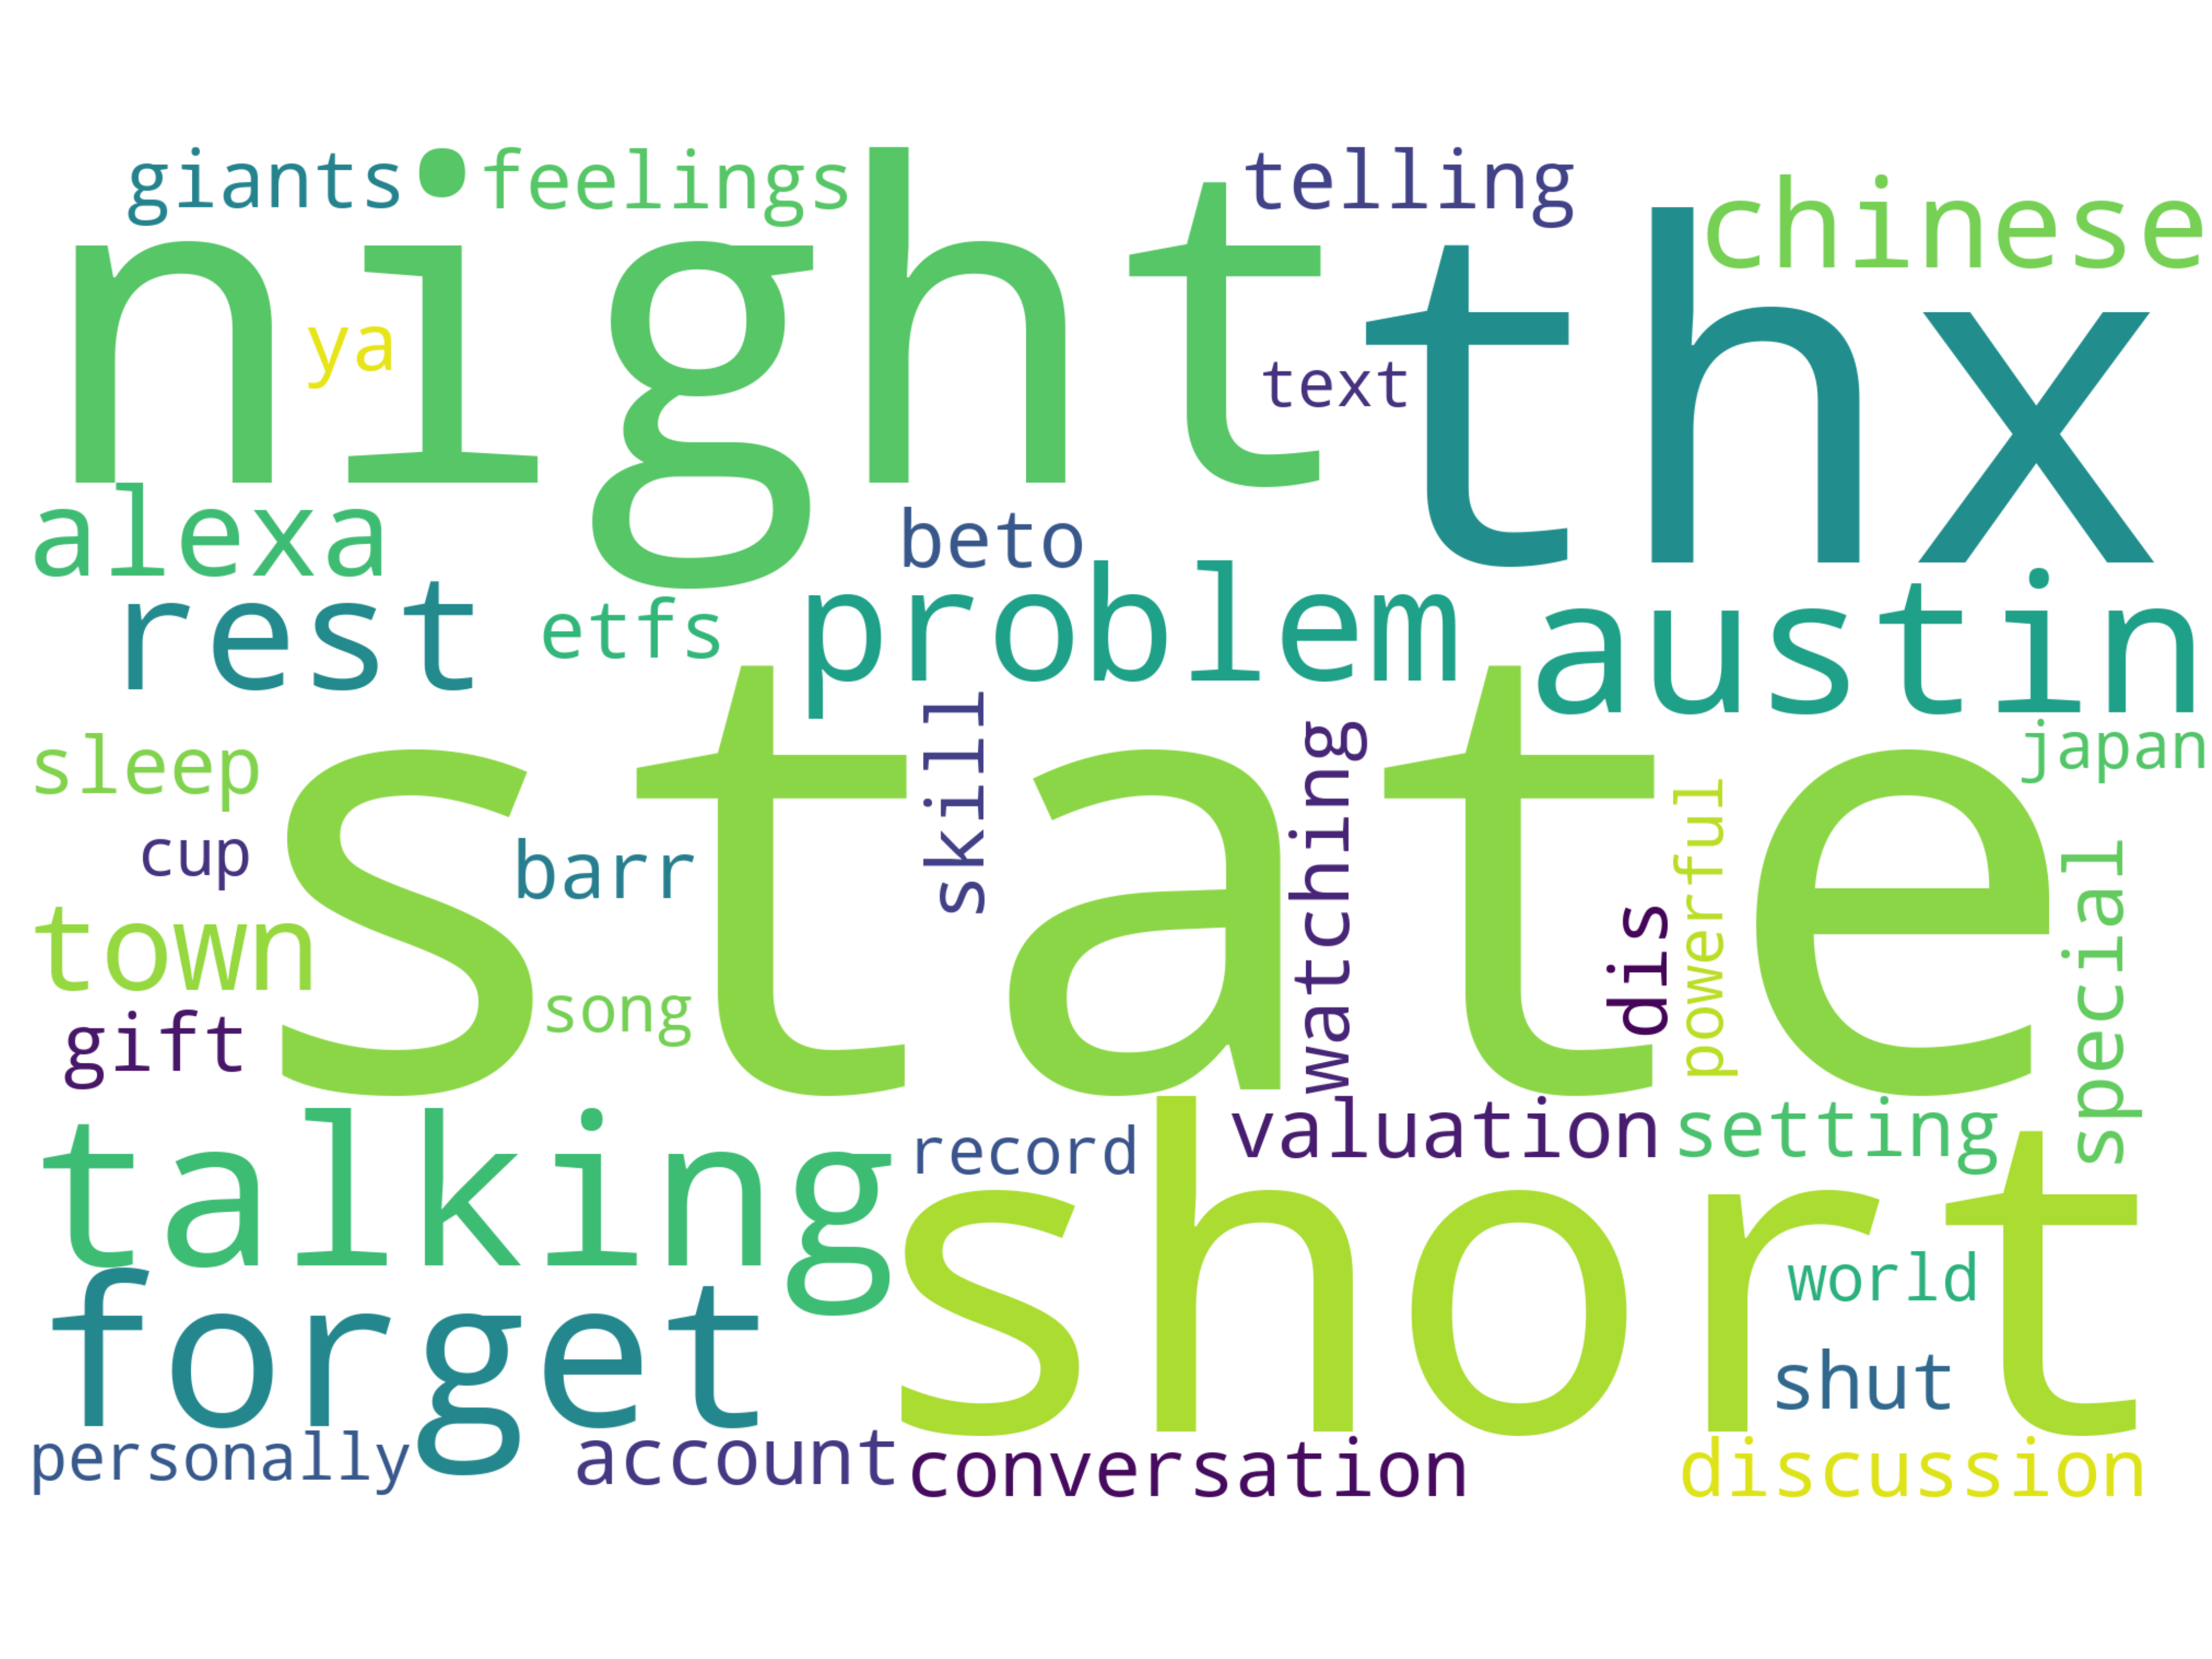 giants feelings telling chinese
night thx
ya text
alexa beto
rest etfs problem austin
sleep state skill watching japan
cup barr powerful special
town song dis
gift valuation setting
talking record short
forget world
shut
personally account conversation discussion